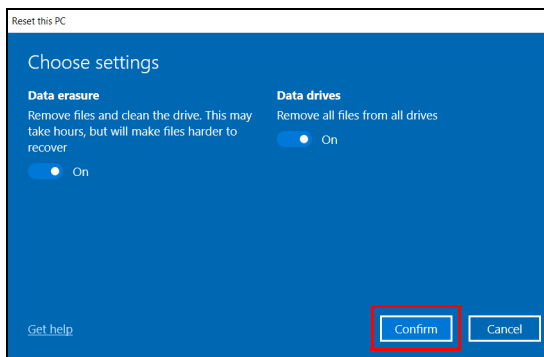 Reset this PC
Choose settings
Data erasure
Remove files and clean the drive. This may
take hours, but will make files harder to
recover
On
Data drives
Remove all files from all drives
On
Get help
Confirm
Cancel